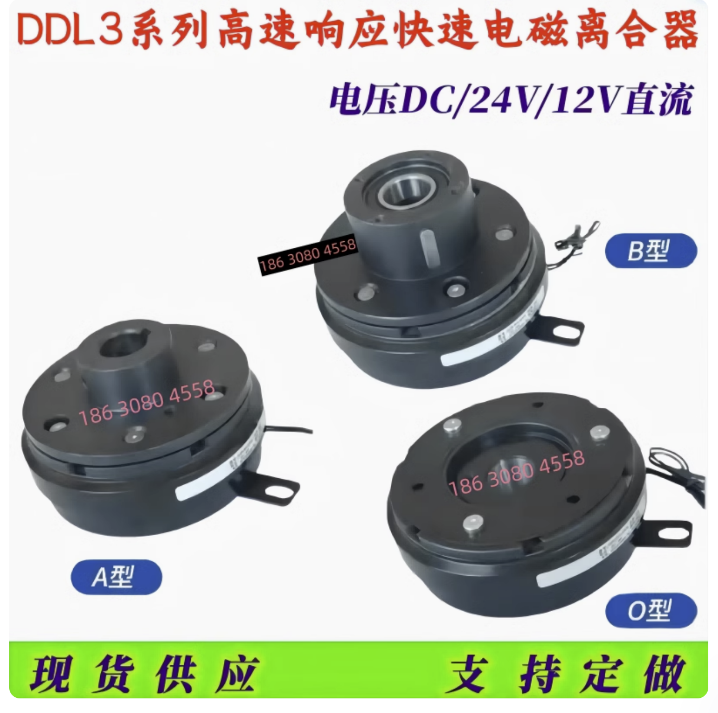 DDL3系列高速响应快速电磁离合器
电压DC/24V/12V直流
B型
186 3080 4558
186 3080 4558
186 3080 4558
A型
O型
现货供应
支持定做